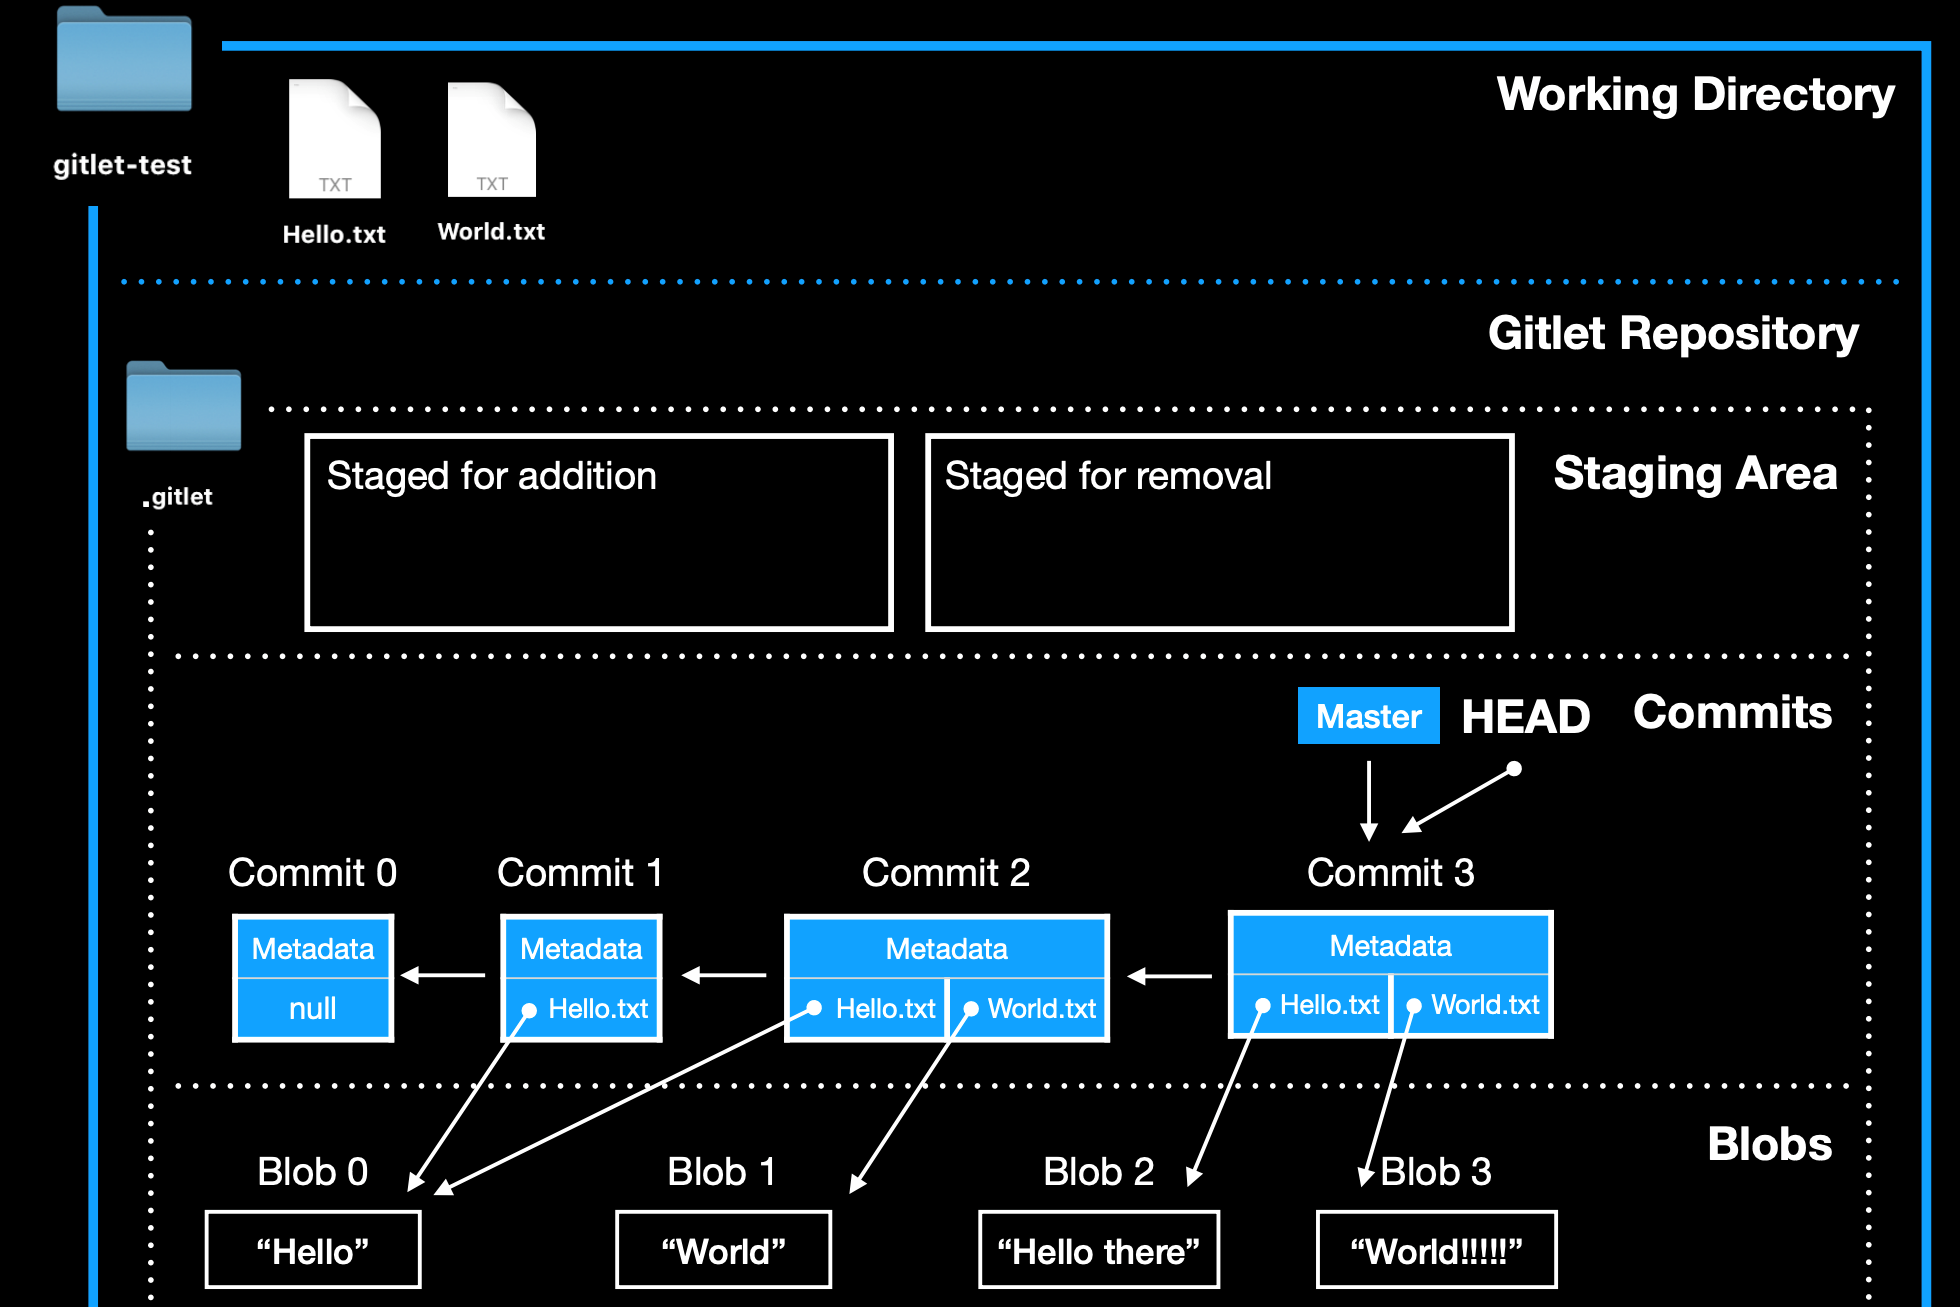 Working Directory
gitlet-test
TXT
TXT
Hello.txt
World.txt
Gitlet Repository
.gitlet
Staged for addition
Staged for removal
Staging Area
Master
HEAD
Commits
Commit 0
Commit 1
Commit 2
Commit 3
Metadata
Metadata
Metadata
Metadata
null
Hello.txt
Hello.txt
World.txt
Hello.txt
World.txt
Blobs
Blob 0
Blob 1
Blob 2
Blob 3
“Hello”
“World”
“Hello there”
“World!!!!!”